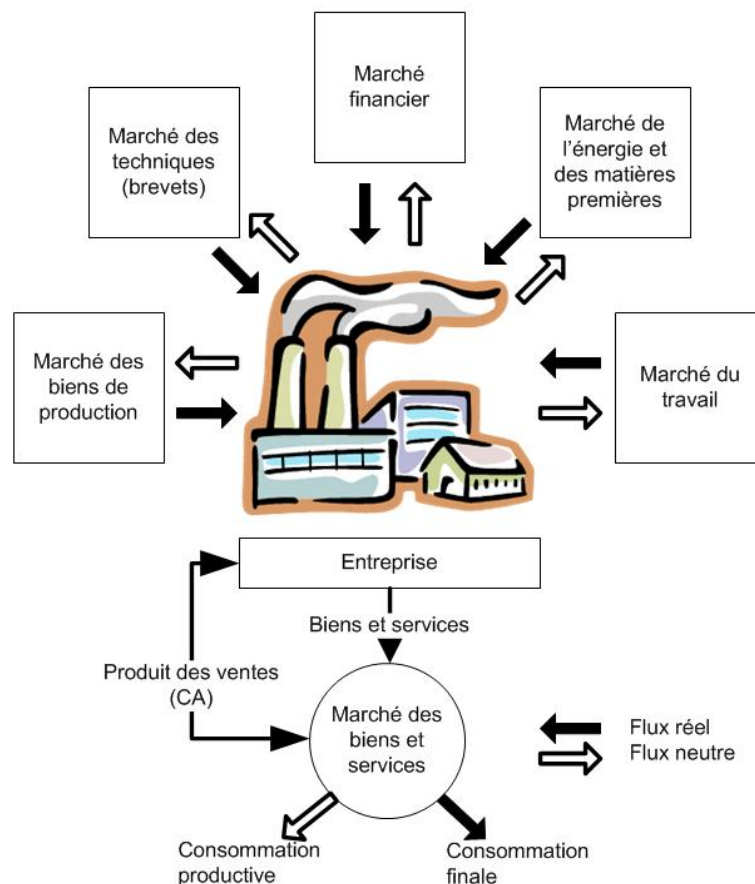 Marché
financier
Marché des
techniques
(brevets)
Marché de
l'énergie et
des matières
premières
Marché des
biens de
production
Marché du
travail
Entreprise
Biens et services
Produit des ventes
(CA)
Marché des
biens et
services
Flux réel
Flux neutre
Consommation
productive
Consommation
finale